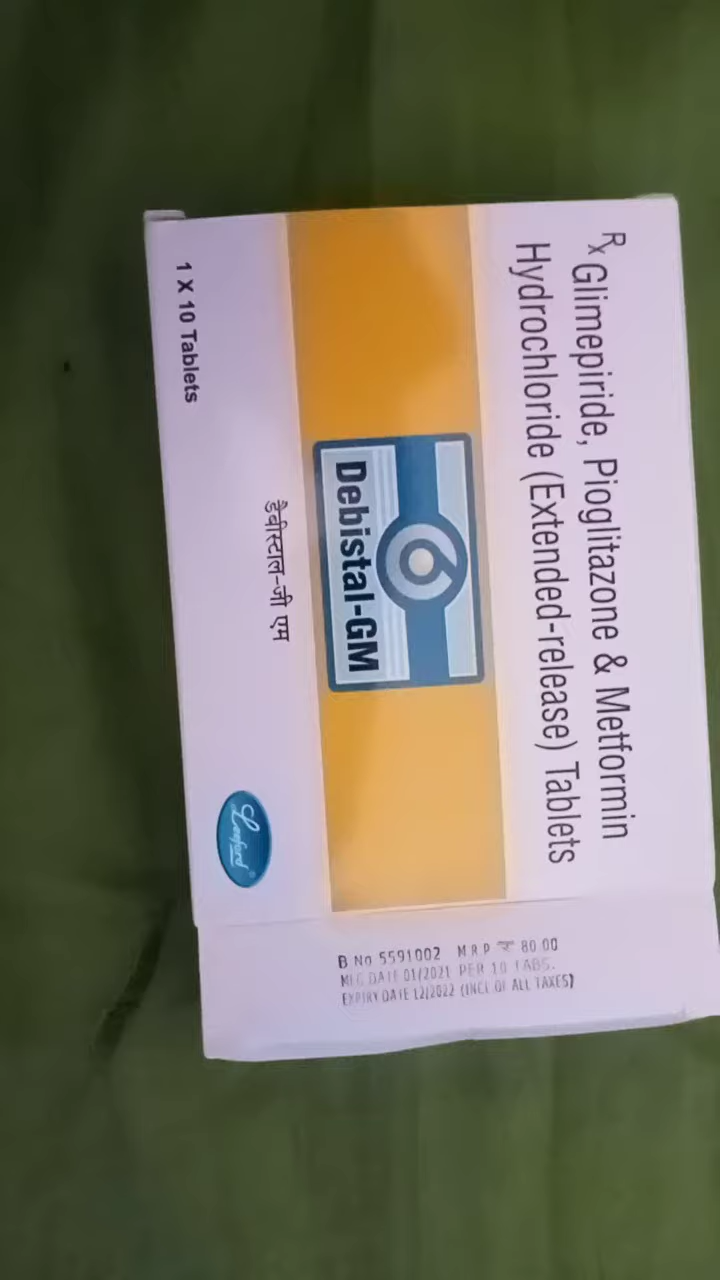 Rx Glimepiride, Pioglitazone & Metformin
Hydrochloride (Extended-release) Tablets
Debistal-GM
डैबीस्टाल-जी एम
1 X 10 Tablets
Leeford®
B No 5591002 M R P ₹ 80.00
MFG DATE 01/2021 PER 10 TABS.
EXPIRY DATE 12/2022 (INCL OF ALL TAXES)